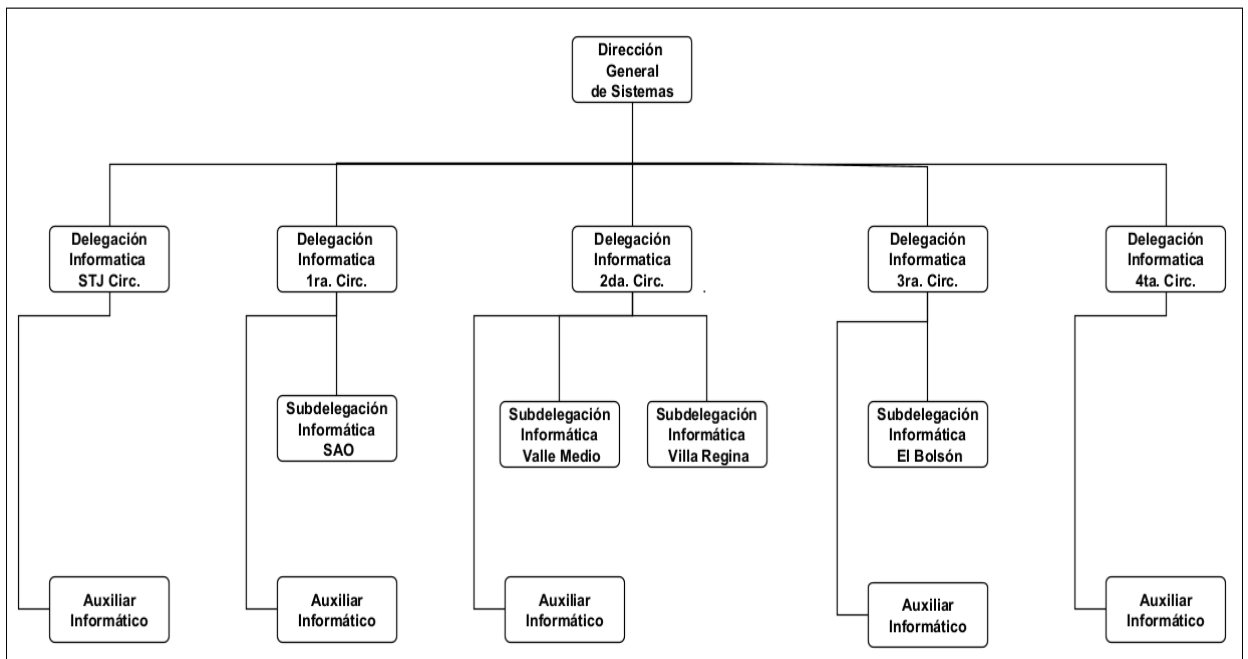 Dirección
General
de Sistemas
Delegación
Informatica
STJ Circ.
Delegación
Informatica
1ra. Circ.
Delegación
Informatica
2da. Circ.
Delegación
Informatica
3ra. Circ.
Delegación
Informatica
4ta. Circ.
Subdelegación
Informática
SAO
Subdelegación
Informática
Valle Medio
Subdelegación
Informática
Villa Regina
Subdelegación
Informática
El Bolsón
Auxiliar
Informático
Auxiliar
Informático
Auxiliar
Informático
Auxiliar
Informático
Auxiliar
Informático